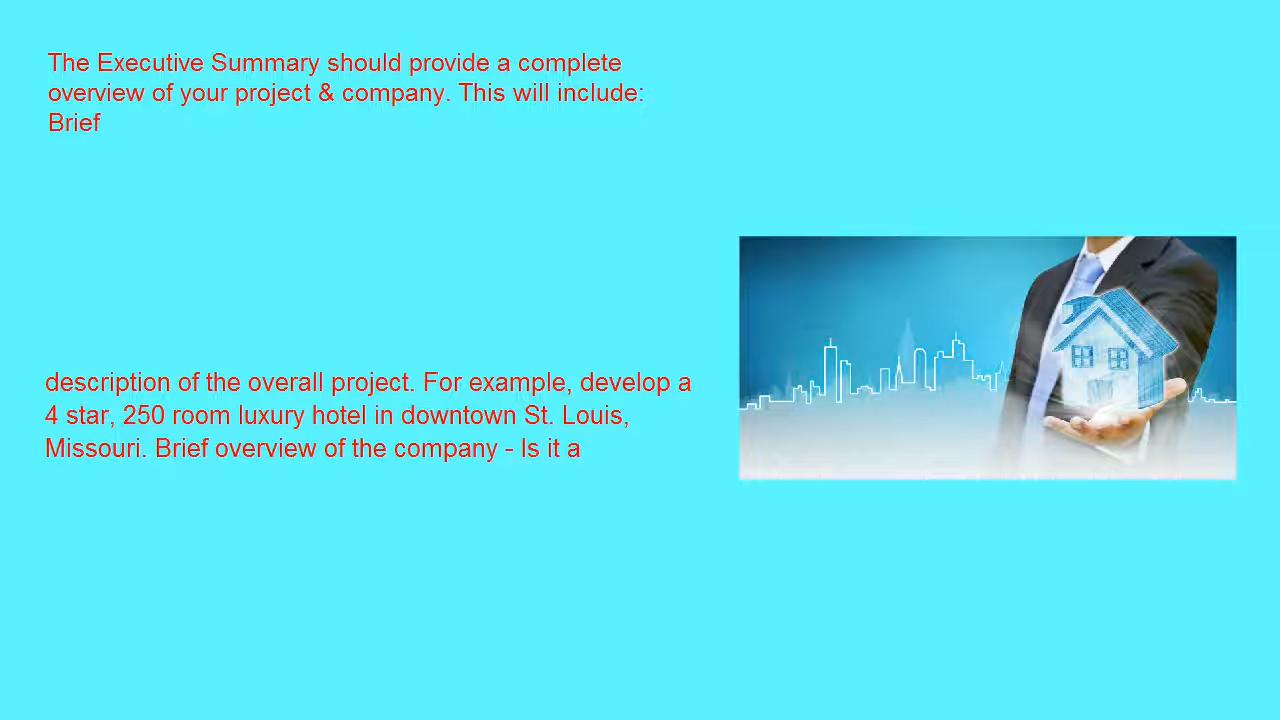 The Executive Summary should provide a complete
overview of your project & company. This will include:
Brief
description of the overall project. For example, develop a
4 star, 250 room luxury hotel in downtown St. Louis,
Missouri. Brief overview of the company - Is it a